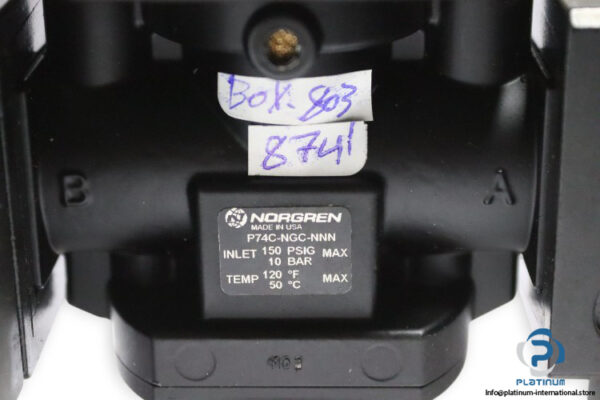 BOX 803
8741
B
A
NORGREN
MADE IN USA
P74C-NGC-NNN
INLET 150 PSIG MAX
10 BAR
TEMP 120 °F MAX
50 °C
PLATINUM
Info@platinum-international.store